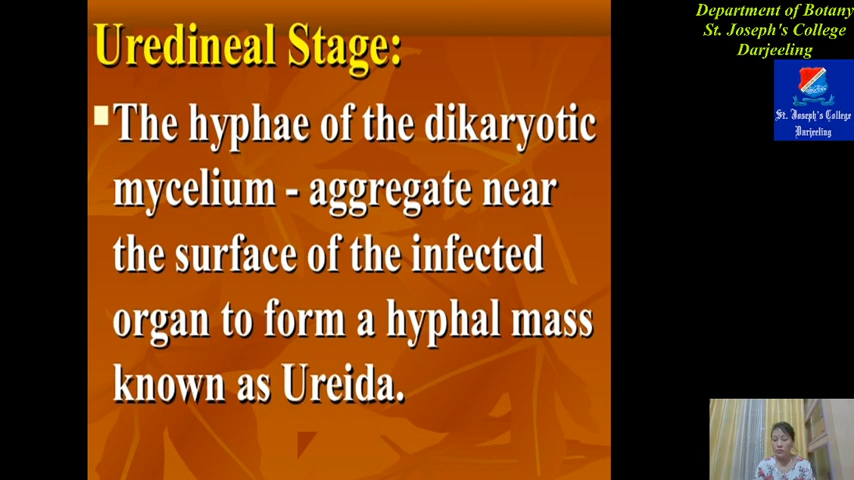 Uredineal Stage:
The hyphae of the dikaryotic
mycelium - aggregate near
the surface of the infected
organ to form a hyphal mass
known as Ureida.
Department of Botany
St. Joseph's College
Darjeeling
St. Joseph's College
Darjeeling